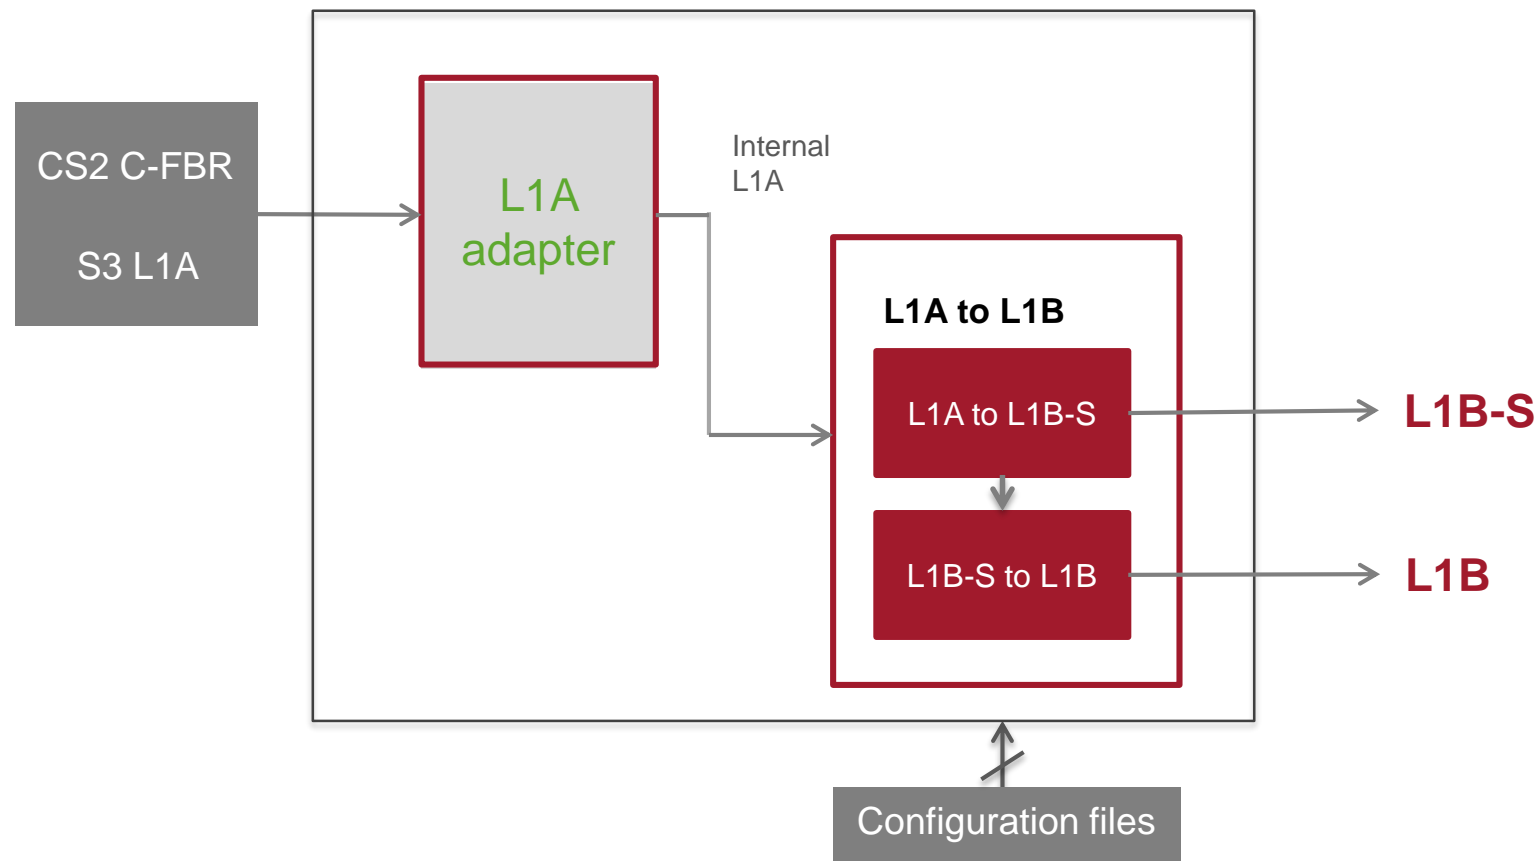 CS2 C-FBR
S3 L1A
L1A
adapter
Internal
L1A
L1A to L1B
L1A to L1B-S
L1B-S to L1B
L1B-S
L1B
Configuration files